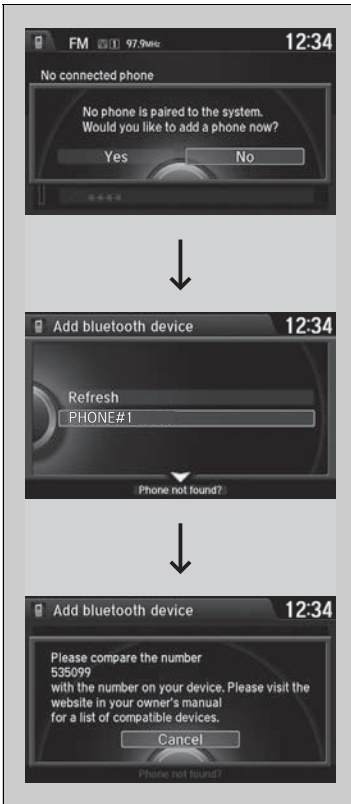 FM 97.9MHz 12:34
No connected phone
No phone is paired to the system.
Would you like to add a phone now?
Yes No
Add bluetooth device 12:34
Refresh
PHONE#1
Phone not found?
Add bluetooth device 12:34
Please compare the number
535099
with the number on your device. Please visit the
website in your owner's manual
for a list of compatible devices.
Cancel
Phone not found?